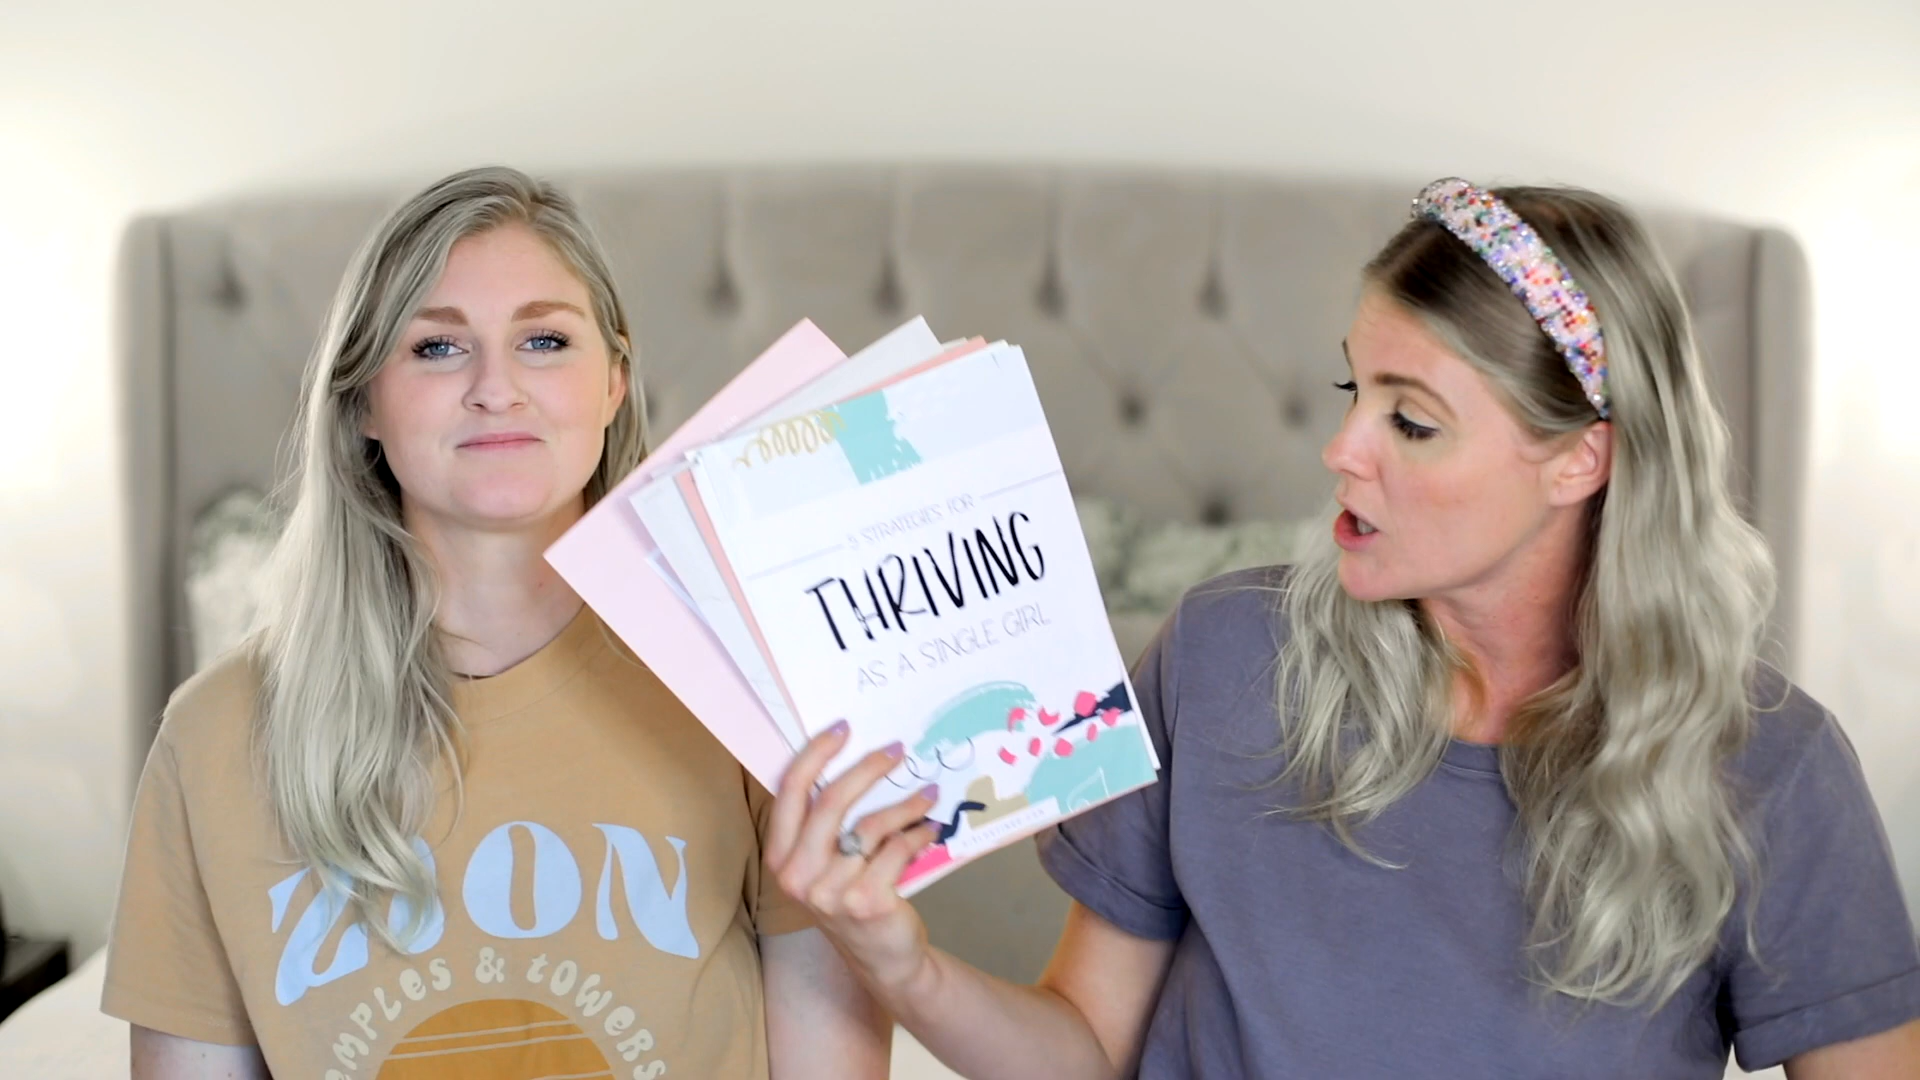 5 STRATEGIES FOR
THRIVING
AS A SINGLE GIRL
ZION
TEMPLES & TOWERS